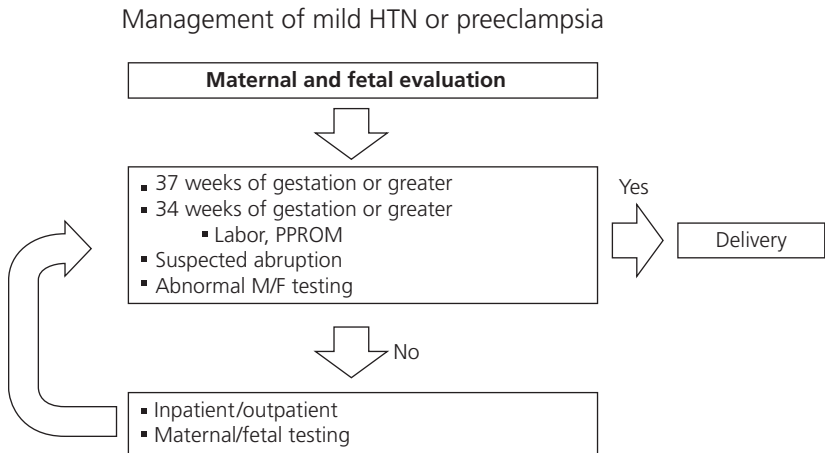 Management of mild HTN or preeclampsia
Maternal and fetal evaluation
▪ 37 weeks of gestation or greater
▪ 34 weeks of gestation or greater
▪ Labor, PPROM
▪ Suspected abruption
▪ Abnormal M/F testing
Yes
Delivery
No
▪ Inpatient/outpatient
▪ Maternal/fetal testing